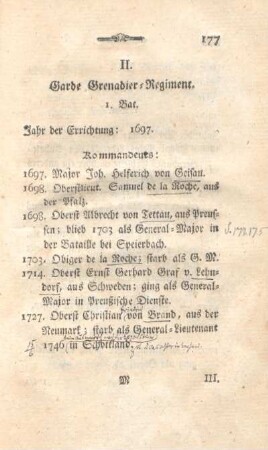 177
II.
Garde Grenadier-Regiment.
1. Bat.
Jahr der Errichtung: 1697.
Kommandeurs:
1697. Major Joh. Helferich von Geisau.
1698. Obersilieut. Samuel de la Roche, aus
der Pfalz.
1698. Oberst Albrecht von Tettau, aus Preus-
sen; blieb 1703 als General-Major in
der Bataille bei Speierbach.
1703. Obiger de la Roche; starb als G. M.
1714. Oberst Ernst Gerhard Graf v. Lehn-
dorf, aus Schweden; ging als General-
Major in Preußische Dienste.
1727. Oberst Christian von Brand, aus der
Neumark; starb als General-Lieutenant
1746 in Schottland.
M
III.